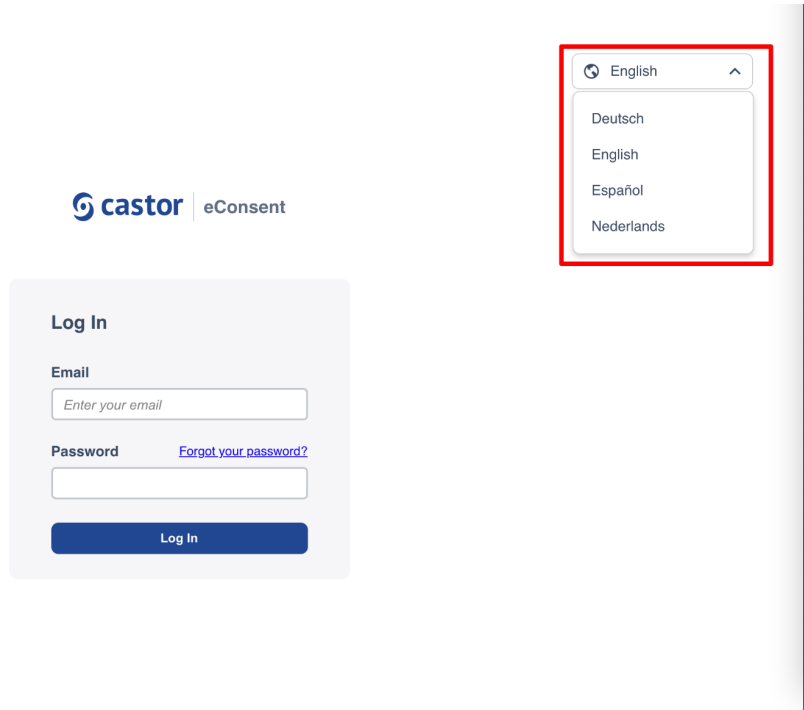 English
Deutsch
English
Español
Nederlands
castor eConsent
Log In
Email
Enter your email
Password Forgot your password?
Log In